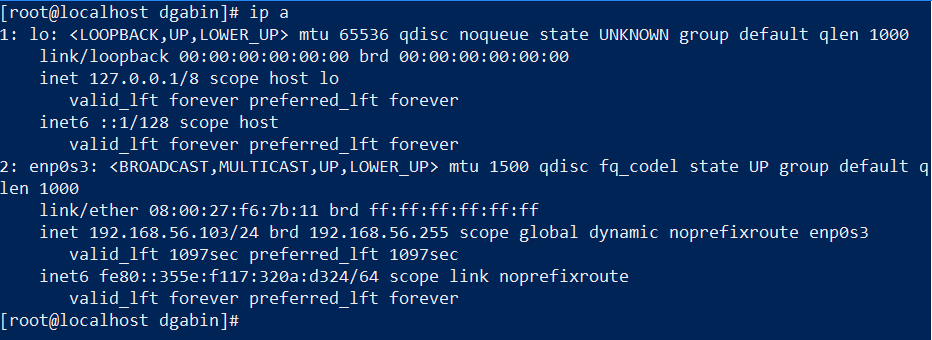 [root@localhost dgabin]# ip a
1: lo: <LOOPBACK,UP,LOWER_UP> mtu 65536 qdisc noqueue state UNKNOWN group default qlen 1000
    link/loopback 00:00:00:00:00:00 brd 00:00:00:00:00:00
    inet 127.0.0.1/8 scope host lo
       valid_lft forever preferred_lft forever
    inet6 ::1/128 scope host
       valid_lft forever preferred_lft forever
2: enp0s3: <BROADCAST,MULTICAST,UP,LOWER_UP> mtu 1500 qdisc fq_codel state UP group default q
len 1000
    link/ether 08:00:27:f6:7b:11 brd ff:ff:ff:ff:ff:ff
    inet 192.168.56.103/24 brd 192.168.56.255 scope global dynamic noprefixroute enp0s3
       valid_lft 1097sec preferred_lft 1097sec
    inet6 fe80::355e:f117:320a:d324/64 scope link noprefixroute
       valid_lft forever preferred_lft forever
[root@localhost dgabin]#